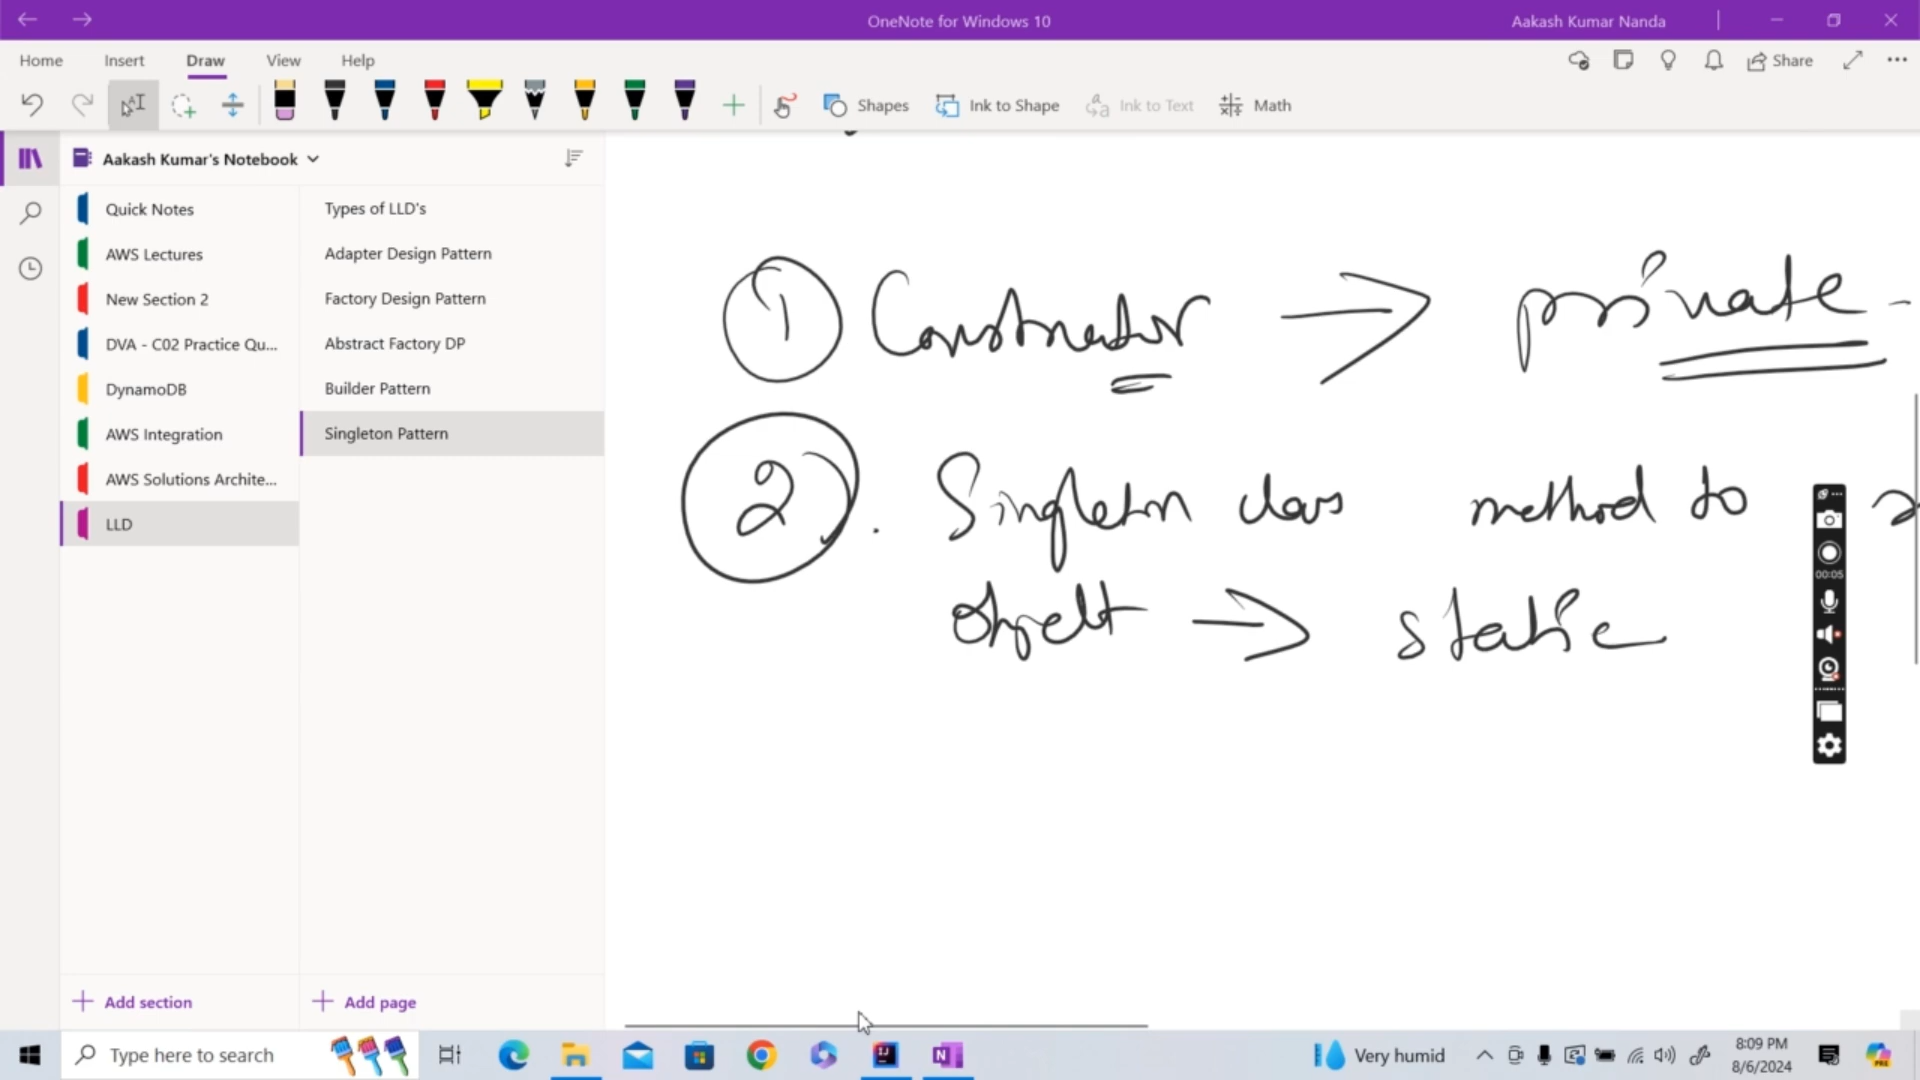 OneNote for Windows 10
Aakash Kumar Nanda
Home Insert Draw View Help
Share
Shapes
Ink to Shape
Ink to Text
Math
Aakash Kumar's Notebook
Quick Notes
AWS Lectures
New Section 2
DVA - C02 Practice Qu...
DynamoDB
AWS Integration
AWS Solutions Archite...
LLD
Add section
Types of LLD's
Adapter Design Pattern
Factory Design Pattern
Abstract Factory DP
Builder Pattern
Singleton Pattern
Add page
① Constructor → private -
②. Singleton class method to
object → static
00:05
Type here to search
Very humid
8:09 PM
8/6/2024